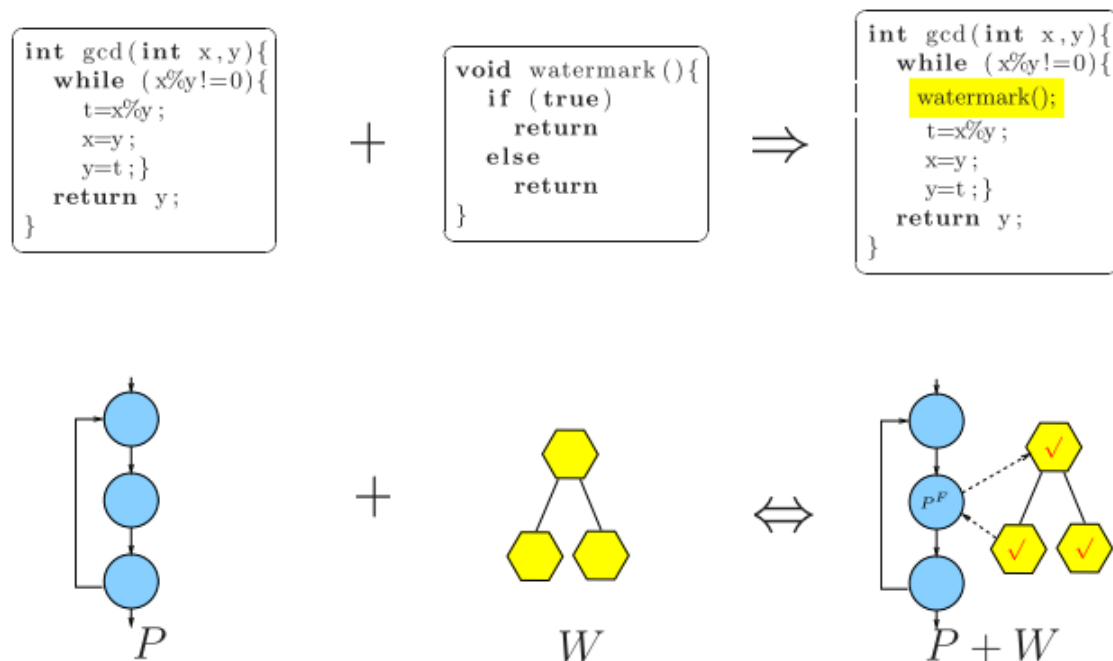 int gcd(int x,y){
while (x%y!=0){
t=x%y;
x=y;
y=t;}
return y;
}
+
void watermark(){
if (true)
return
else
return
}
⇒
int gcd(int x,y){
while (x%y!=0){
watermark();
t=x%y;
x=y;
y=t;}
return y;
}
P
+
W
⇔
P^F
✓
✓
✓
P + W